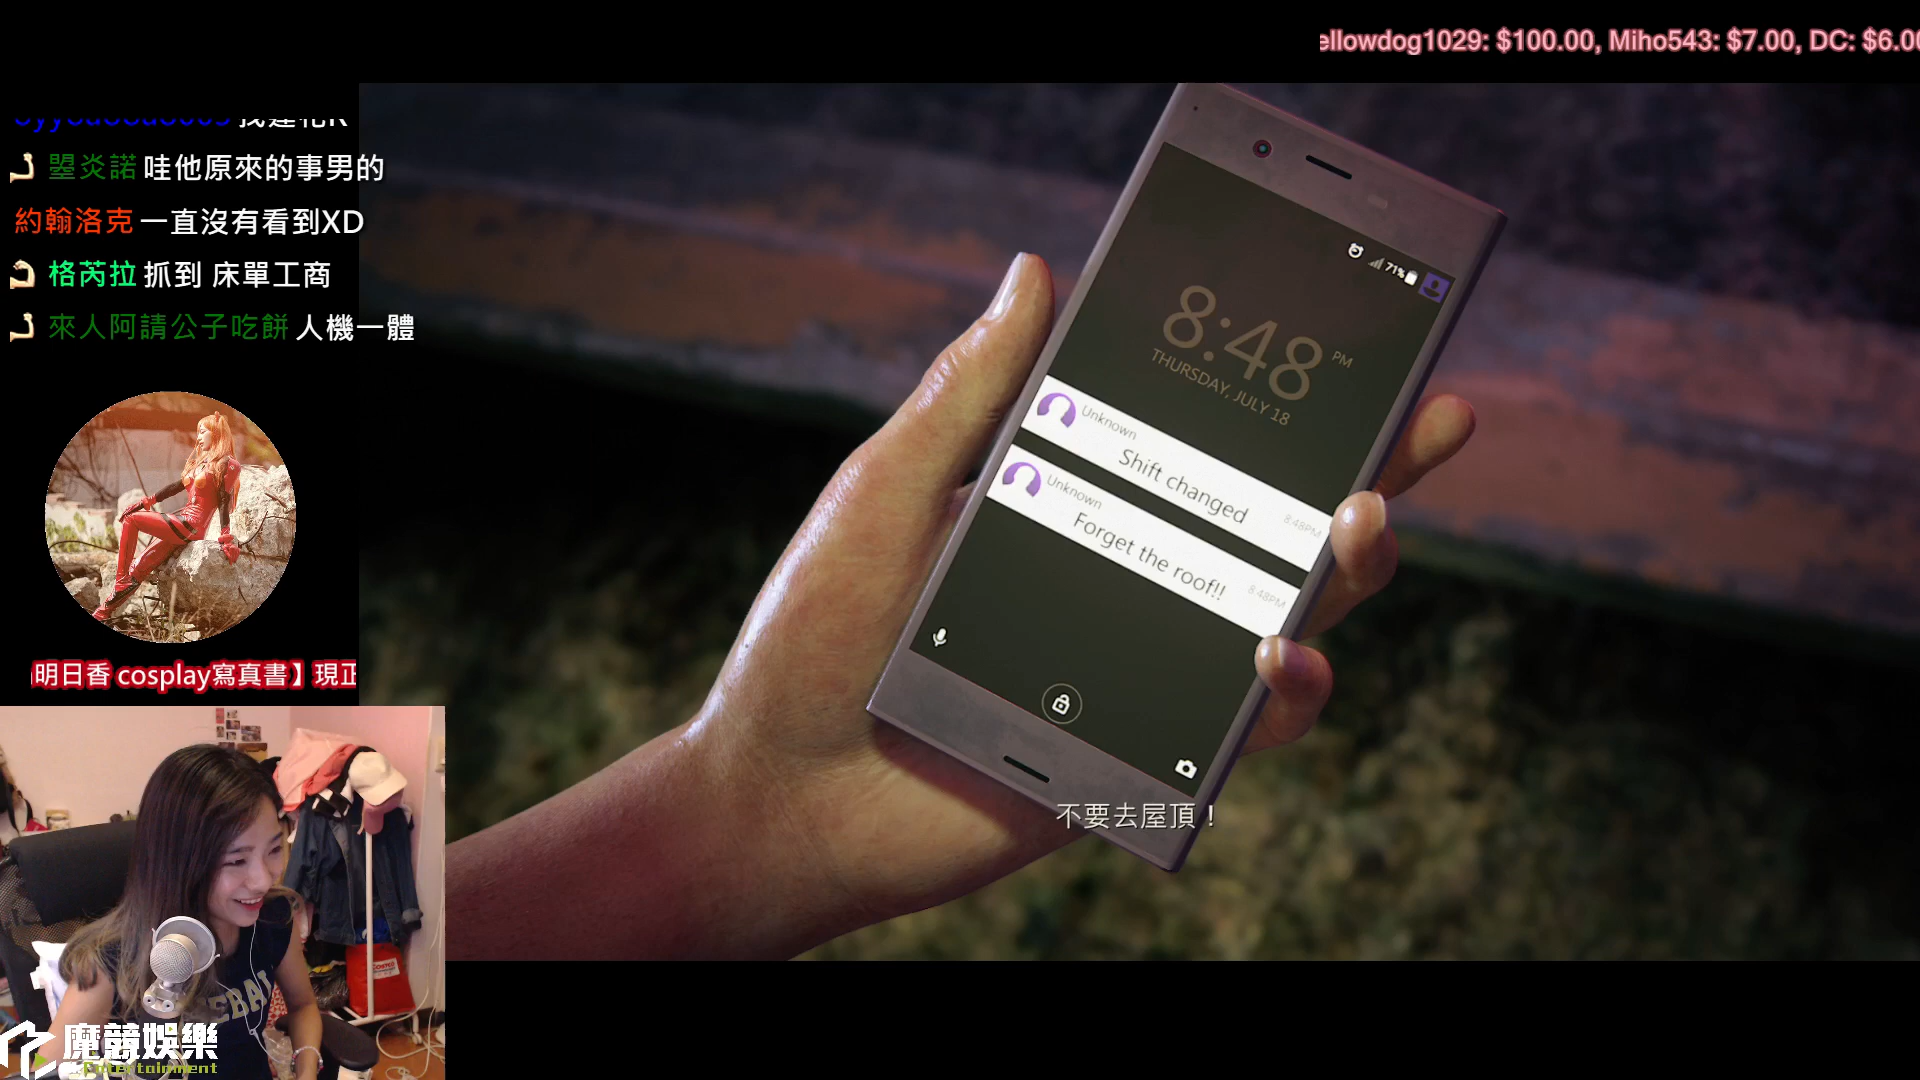 ellowdog1029: $100.00, Miho543: $7.00, DC: $6.00
曌炎諾 哇他原來的事男的
約翰洛克 一直沒有看到XD
格芮拉 抓到 床單工商
來人阿請公子吃餅 人機一體
明日香 cosplay寫真書】現正
71%
8:48 PM
THURSDAY, JULY 18
Unknown
Shift changed
8:48PM
Unknown
Forget the roof!!
8:48PM
不要去屋頂！
魔競娛樂
Entertainment